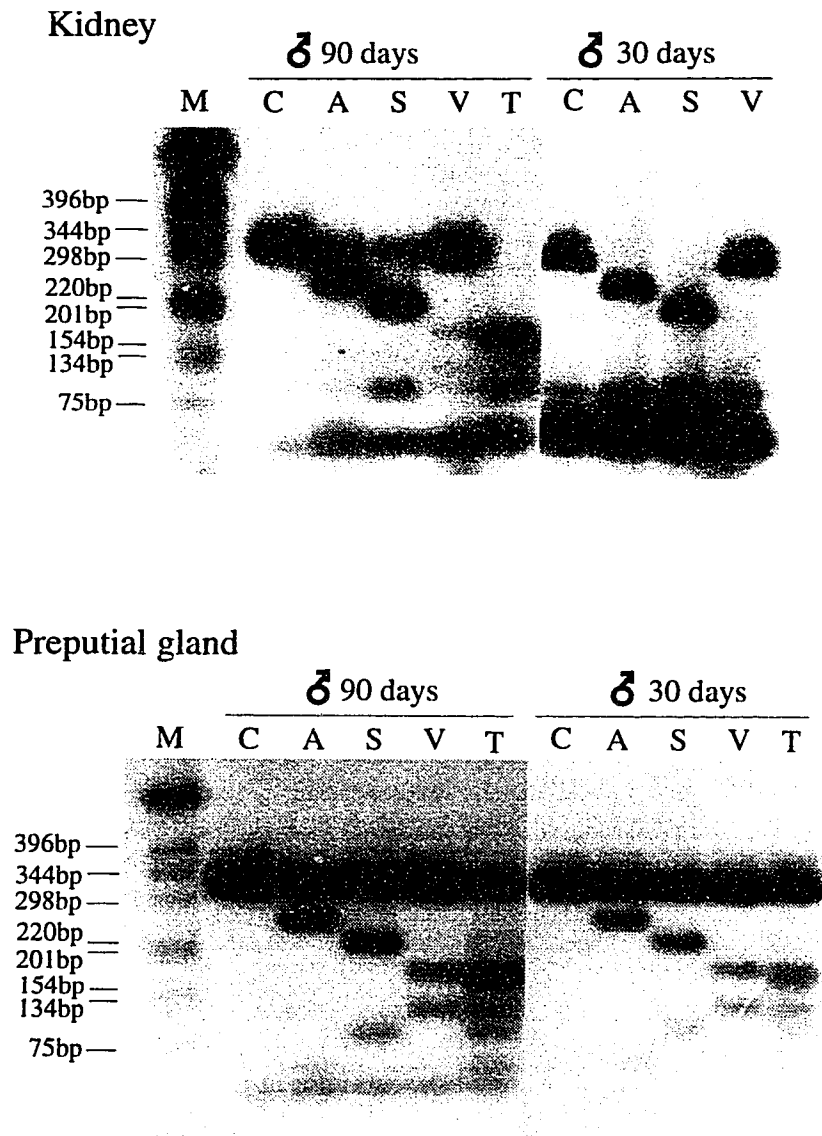 Kidney
♂ 90 days ♂ 30 days
M C A S V T C A S V
396bp
344bp
298bp
220bp
201bp
154bp
134bp
75bp
Preputial gland
♂ 90 days ♂ 30 days
M C A S V T C A S V T
396bp
344bp
298bp
220bp
201bp
154bp
134bp
75bp